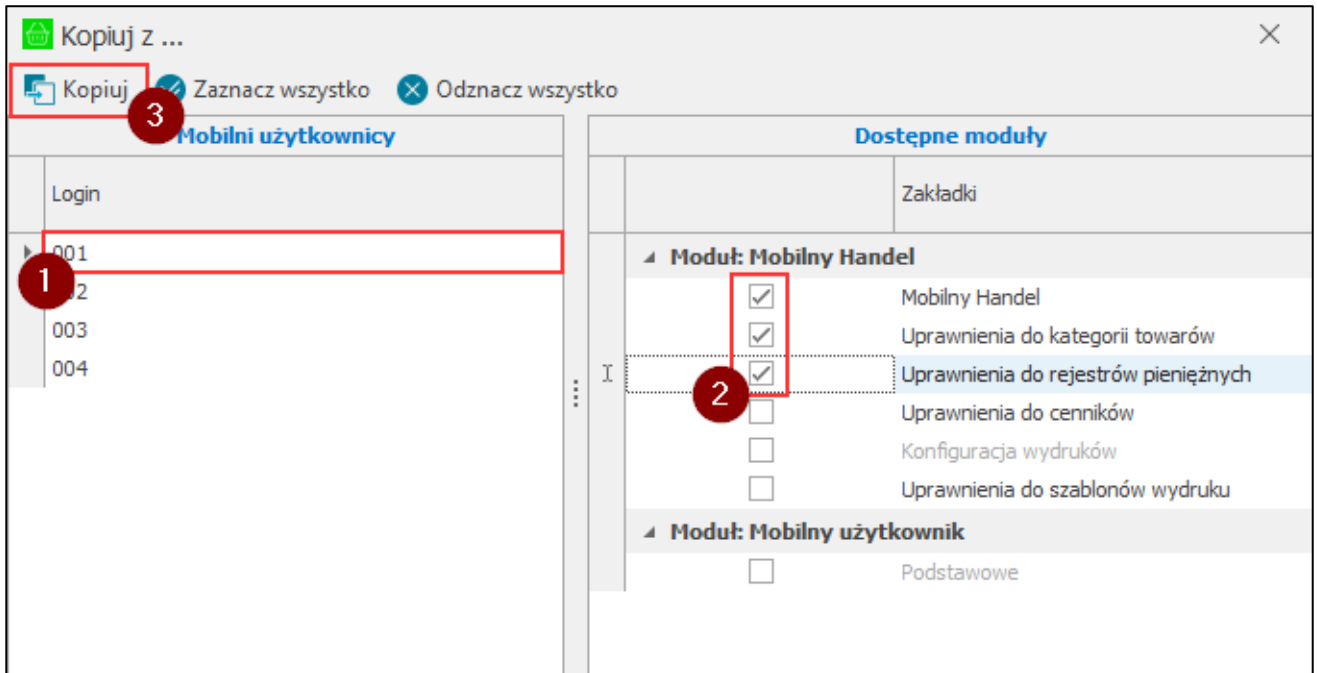 Kopiuj z ...
Kopiuj Zaznacz wszystko Odznacz wszystko
3
Mobilni użytkownicy Dostępne moduły
Login Zakładki
001
1
003
004
Moduł: Mobilny Handel
Mobilny Handel
Uprawnienia do kategorii towarów
Uprawnienia do rejestrów pieniężnych
2
Uprawnienia do cenników
Konfiguracja wydruków
Uprawnienia do szablonów wydruku
Moduł: Mobilny użytkownik
Podstawowe